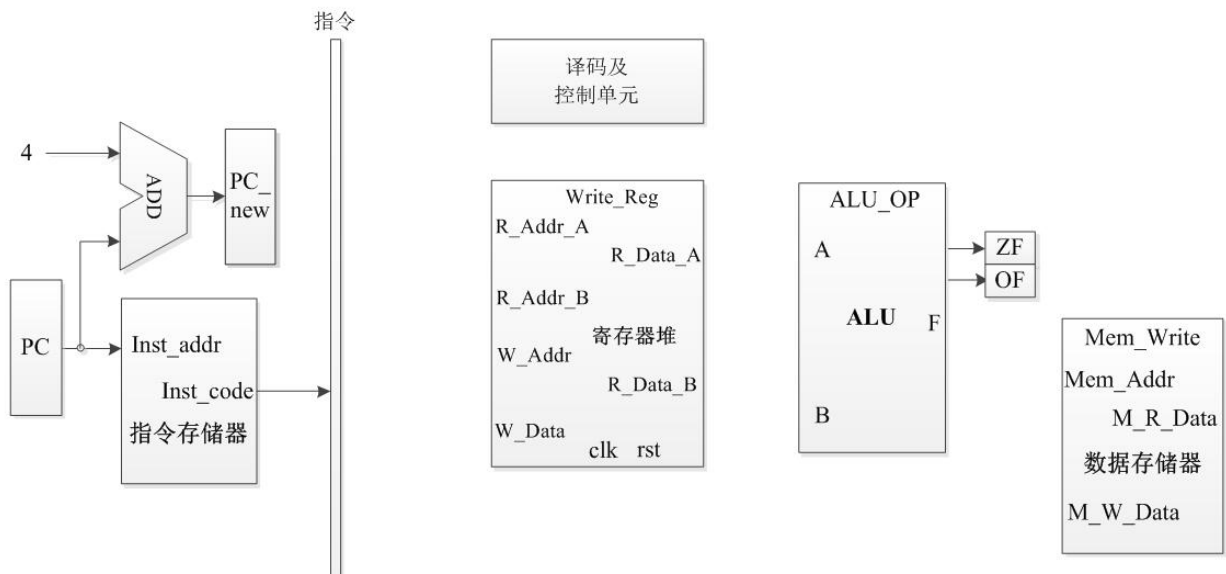 指令
译码及
控制单元
4
ADD
PC_
new
PC
Inst_addr
Inst_code
指令存储器
Write_Reg
R_Addr_A
R_Data_A
R_Addr_B
寄存器堆
W_Addr
R_Data_B
W_Data
clk rst
ALU_OP
A
ALU
F
B
ZF
OF
Mem_Write
Mem_Addr
M_R_Data
数据存储器
M_W_Data